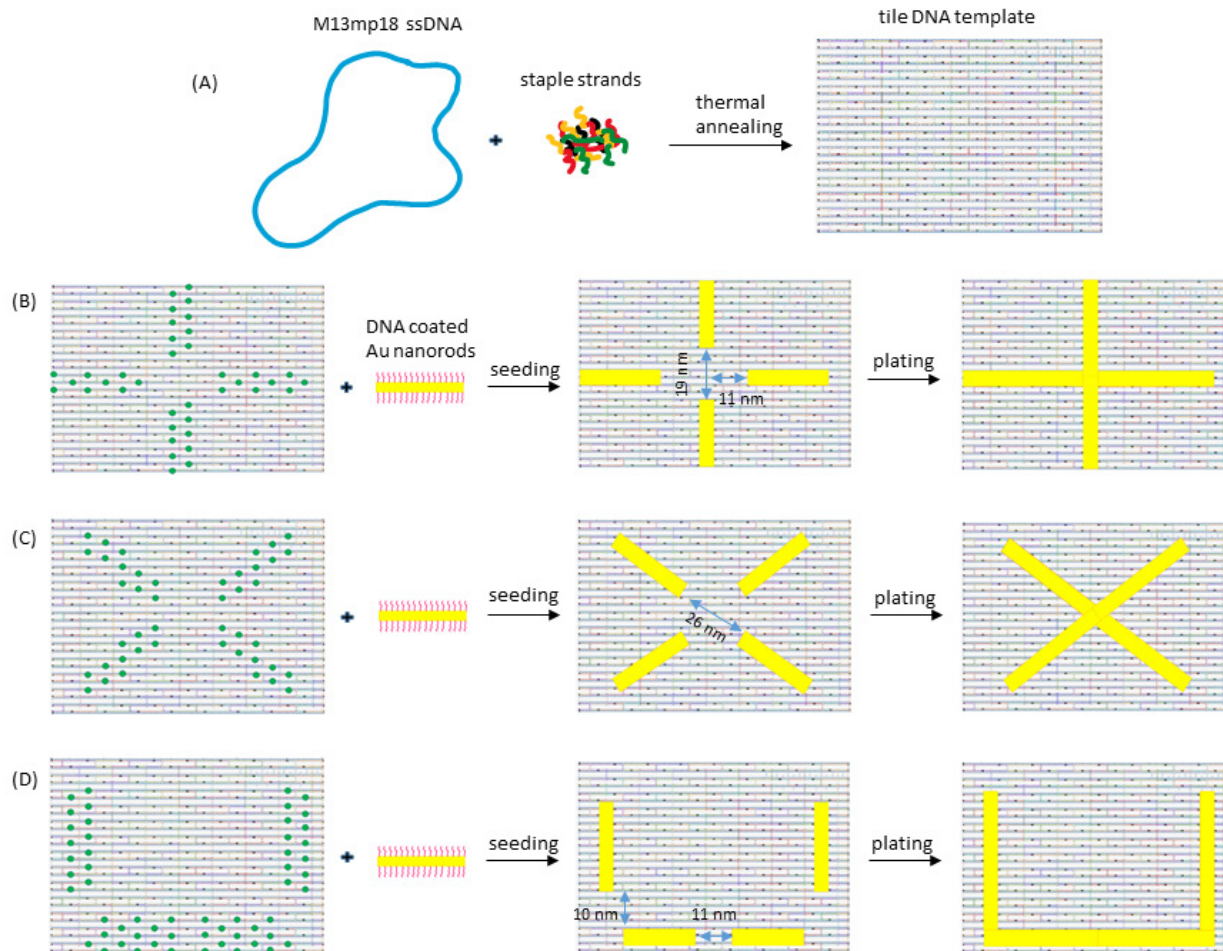 M13mp18 ssDNA
tile DNA template
(A)
staple strands
thermal
annealing
(B)
DNA coated
Au nanorods
seeding
19 nm
11 nm
plating
(C)
seeding
26 nm
plating
(D)
seeding
10 nm
11 nm
plating